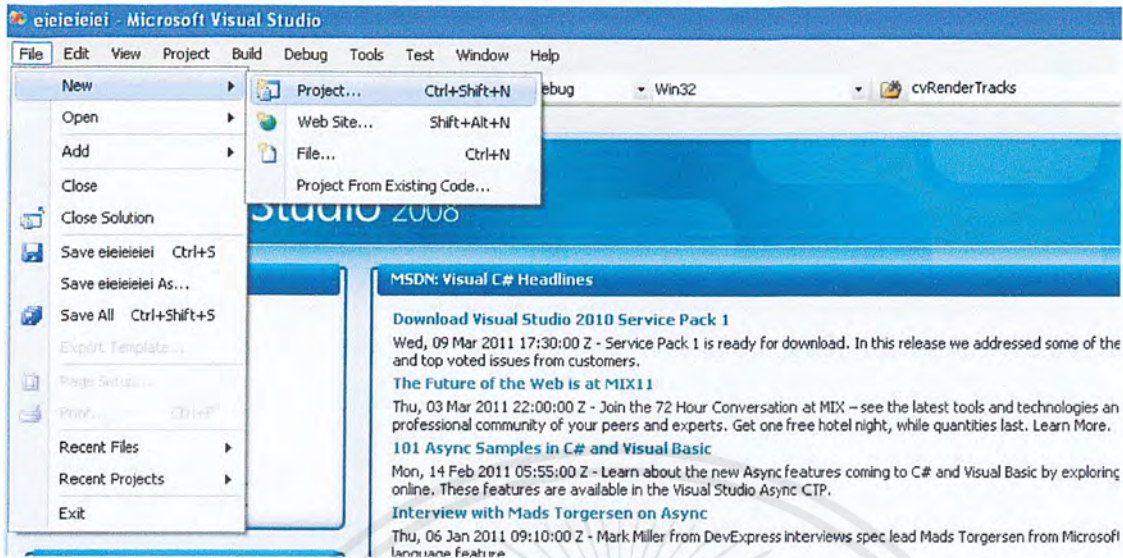 eieieieiei - Microsoft Visual Studio
File Edit View Project Build Debug Tools Test Window Help
New
Project... Ctrl+Shift+N
ebug
Win32
cvRenderTracks
Open
Web Site... Shift+Alt+N
Add
File... Ctrl+N
Close
Project From Existing Code...
Close Solution
Studio 2008
Save eieieieiei Ctrl+S
Save eieieieiei As...
Save All Ctrl+Shift+S
Export Template...
Page Setup...
Print... Ctrl+P
Recent Files
Recent Projects
Exit
MSDN: Visual C# Headlines
Download Visual Studio 2010 Service Pack 1
Wed, 09 Mar 2011 17:30:00 Z - Service Pack 1 is ready for download. In this release we addressed some of the
and top voted issues from customers.
The Future of the Web is at MIX11
Thu, 03 Mar 2011 22:00:00 Z - Join the 72 Hour Conversation at MIX – see the latest tools and technologies an
professional community of your peers and experts. Get one free hotel night, while quantities last. Learn More.
101 Async Samples in C# and Visual Basic
Mon, 14 Feb 2011 05:55:00 Z - Learn about the new Async features coming to C# and Visual Basic by exploring
online. These features are available in the Visual Studio Async CTP.
Interview with Mads Torgersen on Async
Thu, 06 Jan 2011 09:10:00 Z - Mark Miller from DevExpress interviews spec lead Mads Torgersen from Microsoft
language feature